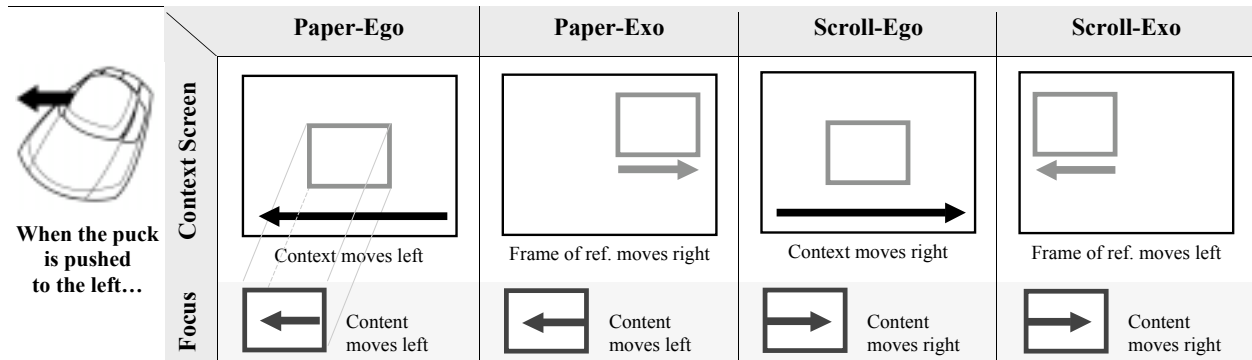 Paper-Ego
Paper-Exo
Scroll-Ego
Scroll-Exo
When the puck
is pushed
to the left…
Context Screen
Context moves left
Frame of ref. moves right
Context moves right
Frame of ref. moves left
Focus
Content
moves left
Content
moves left
Content
moves right
Content
moves right